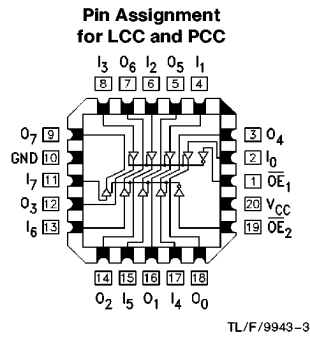 Pin Assignment
for LCC and PCC
I3 O6 I2 O5 I1
8 7 6 5 4
O7 9
GND 10
I7 11
O3 12
I6 13
3 O4
2 I0
1 OE1
20 VCC
19 OE2
14 15 16 17 18
O2 I5 O1 I4 O0
TL/F/9943-3